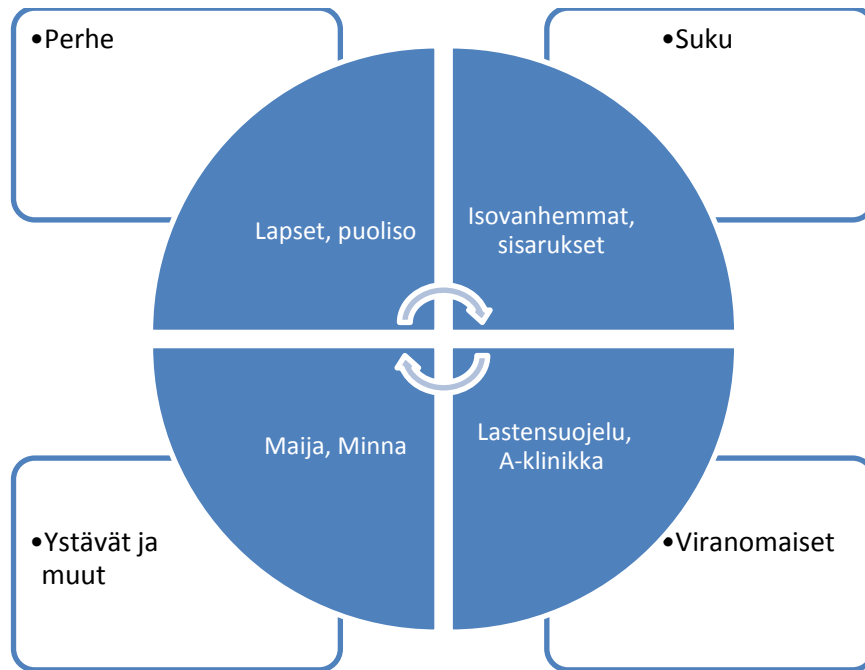 •Perhe
•Suku
Lapset, puoliso
Isovanhemmat,
sisarukset
Maija, Minna
Lastensuojelu,
A-klinikka
•Ystävät ja
muut
•Viranomaiset